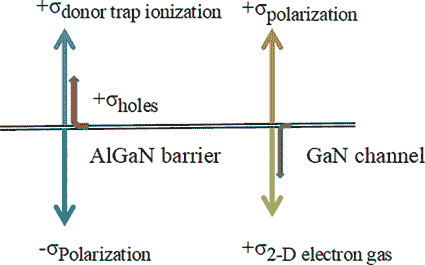 +σdonor trap ionization +σpolarization
+σholes
AlGaN barrier GaN channel
-σPolarization +σ2-D electron gas